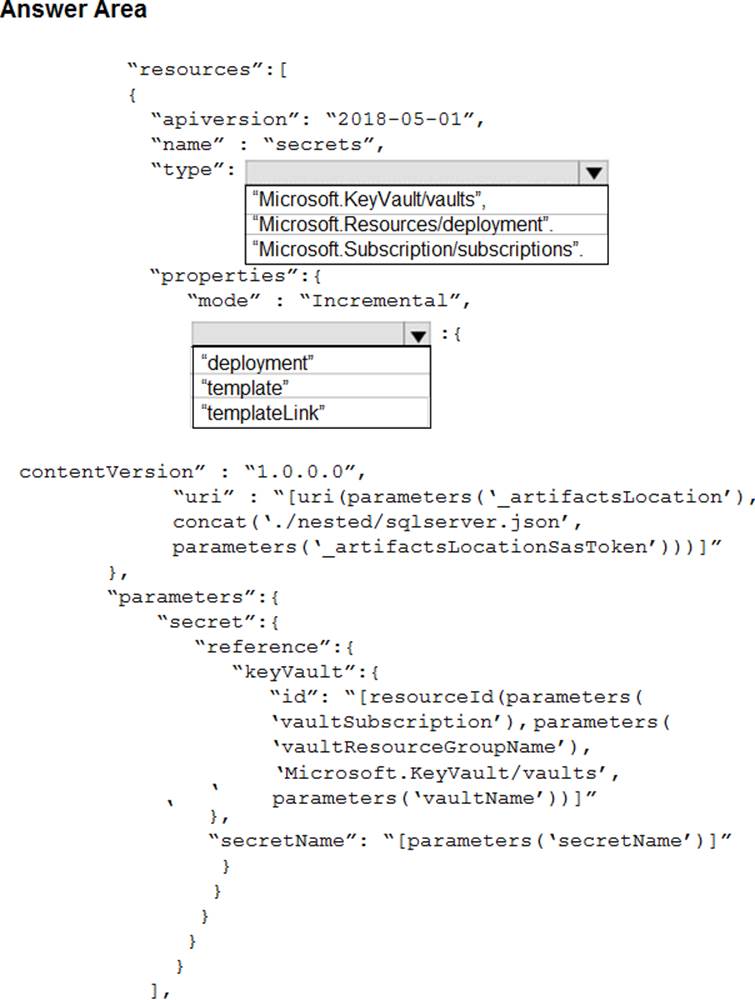 Answer Area
“resources”:[
{
“apiversion”: “2018-05-01”,
“name” : “secrets”,
“type”:
“Microsoft.KeyVault/vaults”,
“Microsoft.Resources/deployment”.
“Microsoft.Subscription/subscriptions”.
“properties”:{
“mode” : “Incremental”,
:{
“deployment”
“template”
“templateLink”
contentVersion” : “1.0.0.0”,
“uri” : “[uri(parameters(‘_artifactsLocation’),
concat(‘./nested/sqlserver.json’,
parameters(‘_artifactsLocationSasToken’)))]”
},
“parameters”:{
“secret”:{
“reference”:{
“keyVault”:{
“id”: “[resourceId(parameters(
‘vaultSubscription’),parameters(
‘vaultResourceGroupName’),
‘Microsoft.KeyVault/vaults’,
parameters(‘vaultName’))]”
},
“secretName”: “[parameters(‘secretName’)]”
}
}
}
}
}
],